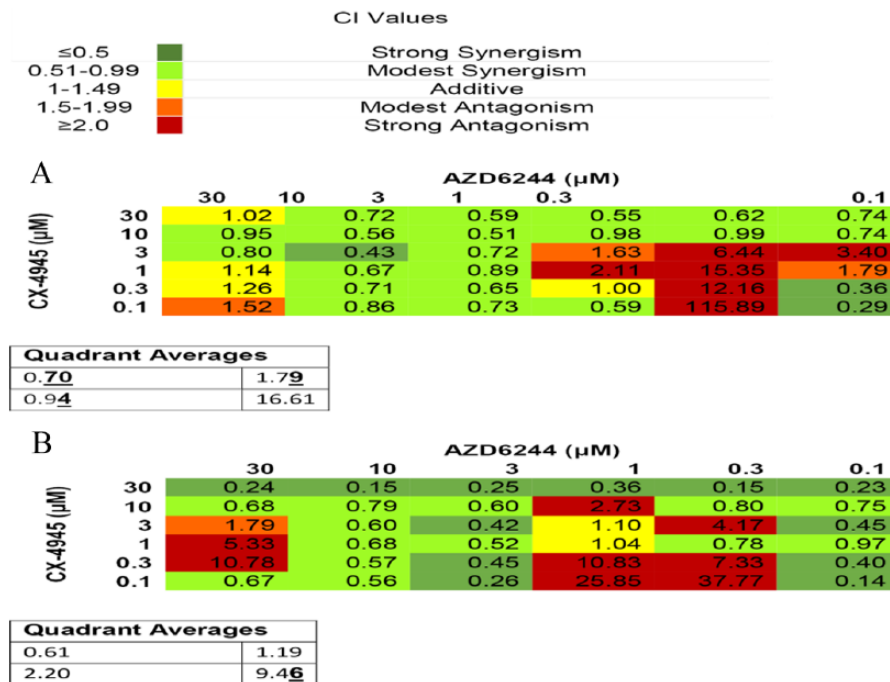 CI Values
≤0.5 Strong Synergism
0.51-0.99 Modest Synergism
1-1.49 Additive
1.5-1.99 Modest Antagonism
≥2.0 Strong Antagonism
A
AZD6244 (μM)
30 10 3 1 0.3 0.1
CX-4945 (μM)
30 1.02 0.72 0.59 0.55 0.62 0.74
10 0.95 0.56 0.51 0.98 0.99 0.74
3 0.80 0.43 0.72 1.63 6.44 3.40
1 1.14 0.67 0.89 2.11 15.35 1.79
0.3 1.26 0.71 0.65 1.00 12.16 0.36
0.1 1.52 0.86 0.73 0.59 115.89 0.29
Quadrant Averages
0.70 1.79
0.94 16.61
B
AZD6244 (μM)
30 10 3 1 0.3 0.1
CX-4945 (μM)
30 0.24 0.15 0.25 0.36 0.15 0.23
10 0.68 0.79 0.60 2.73 0.80 0.75
3 1.79 0.60 0.42 1.10 4.17 0.45
1 5.33 0.68 0.52 1.04 0.78 0.97
0.3 10.78 0.57 0.45 10.83 7.33 0.40
0.1 0.67 0.56 0.26 25.85 37.77 0.14
Quadrant Averages
0.61 1.19
2.20 9.46